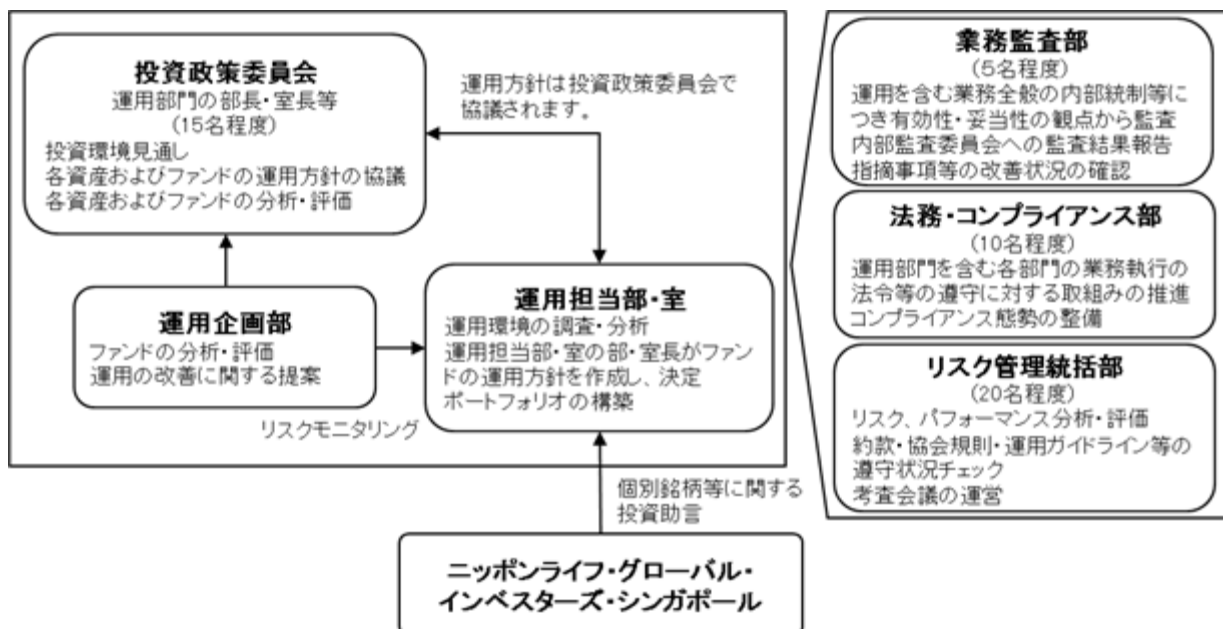 投資政策委員会
運用部門の部長・室長等
(15名程度)
投資環境見通し
各資産およびファンドの運用方針の協議
各資産およびファンドの分析・評価
運用方針は投資政策委員会で
協議されます。
運用企画部
ファンドの分析・評価
運用の改善に関する提案
リスクモニタリング
運用担当部・室
運用環境の調査・分析
運用担当部・室の部・室長がファン
ドの運用方針を作成し、決定
ポートフォリオの構築
個別銘柄等に関する
投資助言
ニッポンライフ・グローバル・
インベスターズ・シンガポール
業務監査部
(5名程度)
運用を含む業務全般の内部統制等に
つき有効性・妥当性の観点から監査
内部監査委員会への監査結果報告
指摘事項等の改善状況の確認
法務・コンプライアンス部
(10名程度)
運用部門を含む各部門の業務執行の
法令等の遵守に対する取組みの推進
コンプライアンス態勢の整備
リスク管理統括部
(20名程度)
リスク、パフォーマンス分析・評価
約款・協会規則・運用ガイドライン等の
遵守状況チェック
考査会議の運営